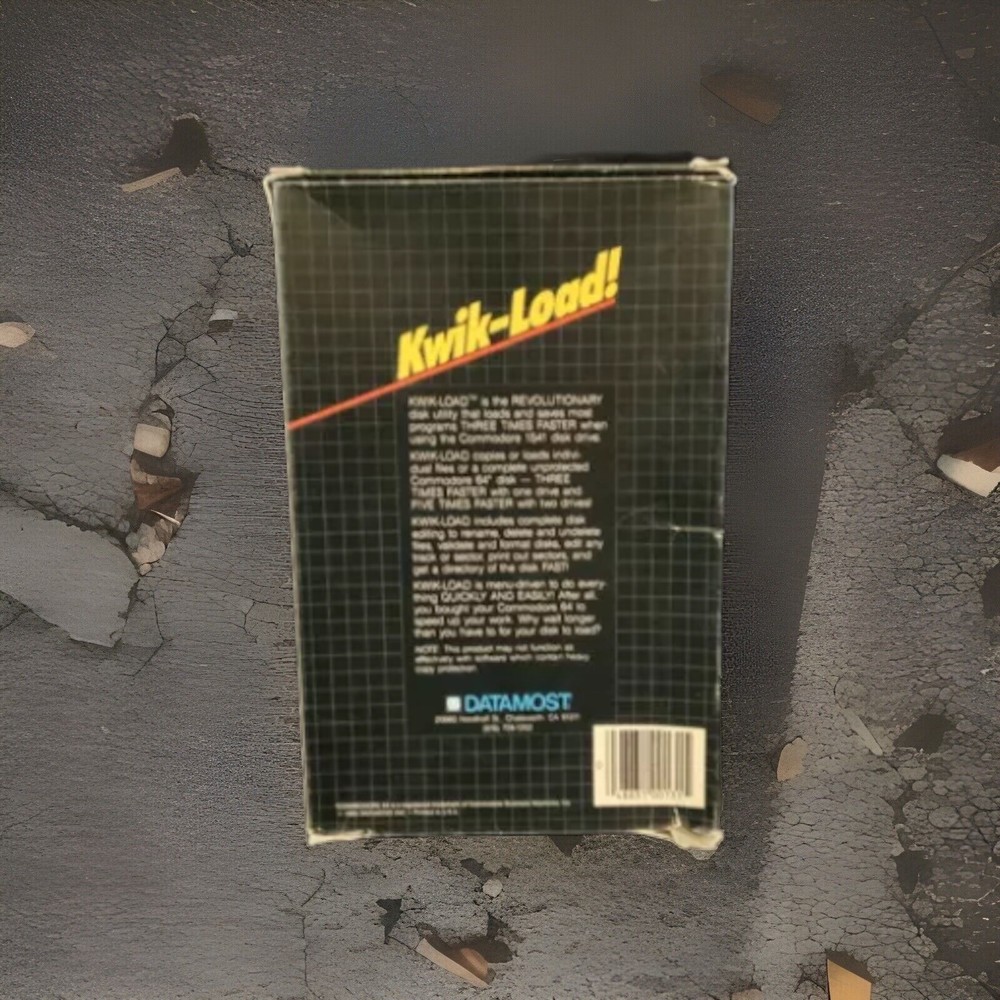 Kwik-Load!
KWIK-LOAD™ is the REVOLUTIONARY
disk utility that loads and saves most
programs THREE TIMES FASTER when
using the Commodore 1541 disk drive.
KWIK-LOAD copies or loads indivi-
dual files or a complete unprotected
Commodore 64 disk — THREE
TIMES FASTER with one drive and
FIVE TIMES FASTER with two drives!
KWIK-LOAD includes complete disk
editing to rename, delete and
files, validate and format disks, edit any
track or sector, print out sectors, and
get a directory of the disk FAST!
KWIK-LOAD is menu-driven to do every-
thing QUICKLY AND EASILY! After all,
you bought your Commodore 64 to
speed up your work. Why wait longer
than you have to for your disk to load?
NOTE: This product may not function as
effectively with software which contain heavy
copy protection.
DATAMOST
Chatsworth, CA